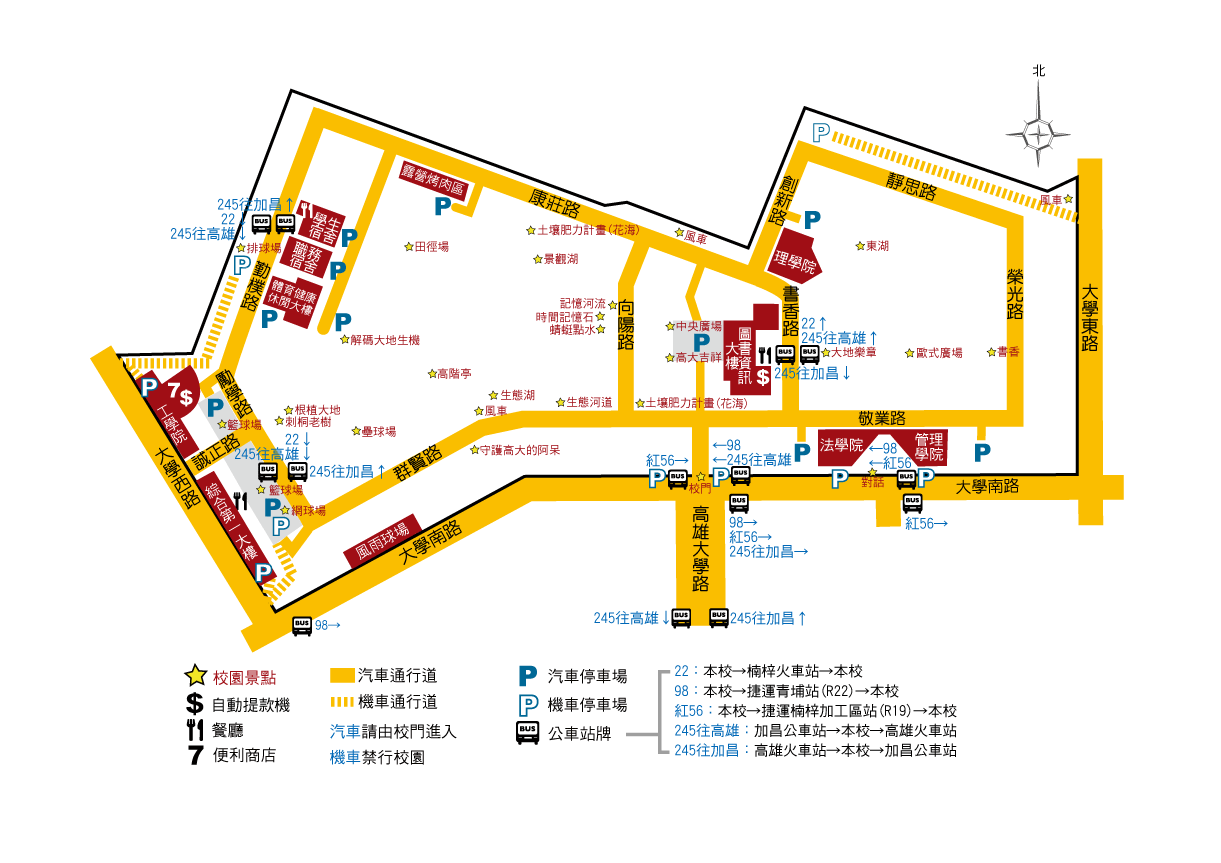 北
露營烤肉區
康莊路
創新路
靜思路
風車
245往加昌↑
22↓
245往高雄↓
BUS
BUS
學生
宿舍
職務
宿舍
體育健康
休閒大樓
排球場
勤樸路
田徑場
土壤肥力計畫(花海)
景觀湖
風車
東湖
理學院
榮光路
大學東路
記憶河流
時間記憶石
蜻蜓點水
向陽路
中央廣場
高大吉祥
圖書資訊
大樓
書香路
22↑
245往高雄↑
BUS
BUS
大地樂章
245往加昌↓
歐式廣場
書香
解碼大地生機
高階亭
生態湖
風車
生態河道
土壤肥力計畫(花海)
敬業路
勵學路
7
工學院
籃球場
根植大地
刺桐老樹
壘球場
誠正路
22↓
245往高雄↓
BUS
BUS
245往加昌↑
籃球場
網球場
群賢路
守護高大的阿呆
大學西路
綜合第一大樓
風雨球場
大學南路
紅56→
BUS
校門
←98
←245往高雄
BUS
法學院
管理
學院
←98
←紅56
對話
BUS
BUS
紅56→
大學南路
高雄大學路
BUS
98→
紅56→
245往加昌→
245往高雄↓
BUS
BUS
245往加昌↑
BUS
98→
校園景點
自動提款機
餐廳
7 便利商店
汽車通行道
機車通行道
汽車請由校門進入
機車禁行校園
P 汽車停車場
P 機車停車場
BUS 公車站牌
22：本校→楠梓火車站→本校
98：本校→捷運青埔站(R22)→本校
紅56：本校→捷運楠梓加工區站(R19)→本校
245往高雄：加昌公車站→本校→高雄火車站
245往加昌：高雄火車站→本校→加昌公車站